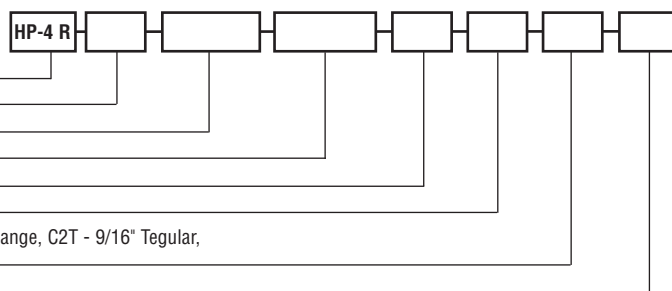 HP-4 R
ange, C2T - 9/16" Tegular,